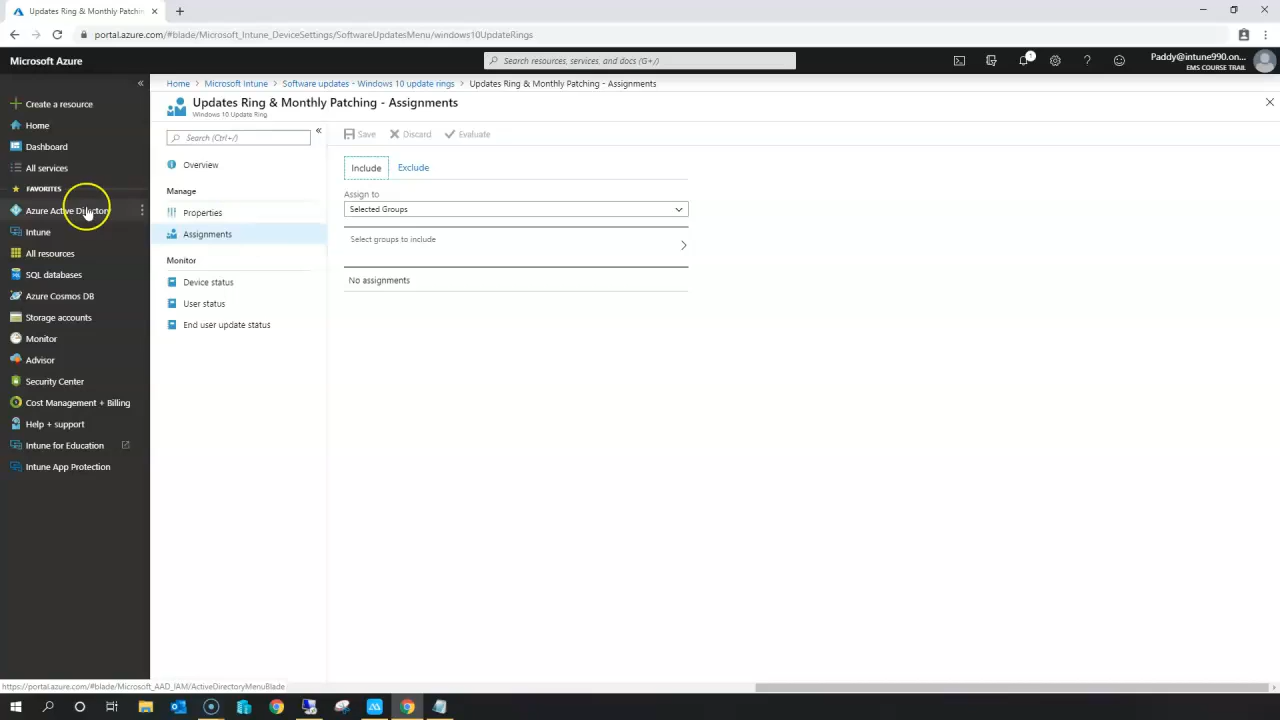 Updates Ring & Monthly Patching
portal.azure.com/#blade/Microsoft_Intune_DeviceSettings/SoftwareUpdatesMenu/windows10UpdateRings
Microsoft Azure
Search resources, services, and docs (G+/)
1
Paddy@intune990.on...
EMS COURSE TRAIL
Home > Microsoft Intune > Software updates - Windows 10 update rings > Updates Ring & Monthly Patching - Assignments
Updates Ring & Monthly Patching - Assignments
Windows 10 Update Ring
Create a resource
Home
Dashboard
All services
FAVORITES
Azure Active Directory
Intune
All resources
SQL databases
Azure Cosmos DB
Storage accounts
Monitor
Advisor
Security Center
Cost Management + Billing
Help + support
Intune for Education
Intune App Protection
Search (Ctrl+/)
Overview
Manage
Properties
Assignments
Monitor
Device status
User status
End user update status
Save Discard Evaluate
Include Exclude
Assign to
Selected Groups
Select groups to include
No assignments
https://portal.azure.com/#blade/Microsoft_AAD_IAM/ActiveDirectoryMenuBlade